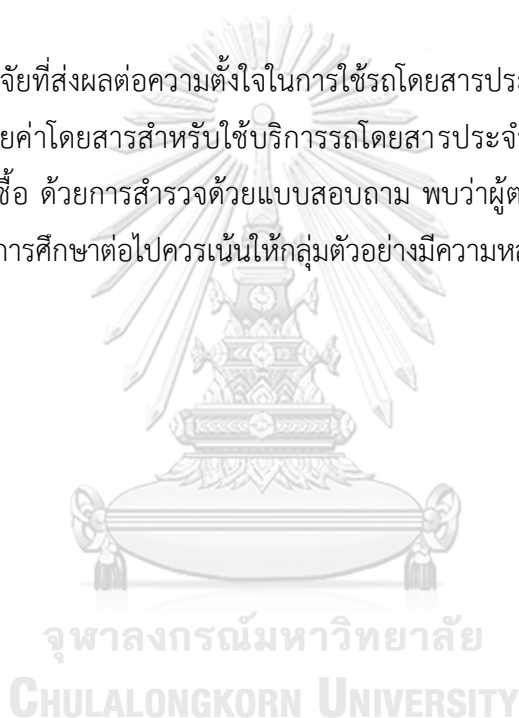 จัยที่ส่งผลต่อความตั้งใจในการใช้รถโดยสารประ
ยค่าโดยสารสำหรับใช้บริการรถโดยสารประจำ
ชื้อ ด้วยการสำรวจด้วยแบบสอบถาม พบว่าผู้ต
การศึกษาต่อไปควรเน้นให้กลุ่มตัวอย่างมีความหล
จุฬาลงกรณ์มหาวิทยาลัย
CHULALONGKORN UNIVERSITY